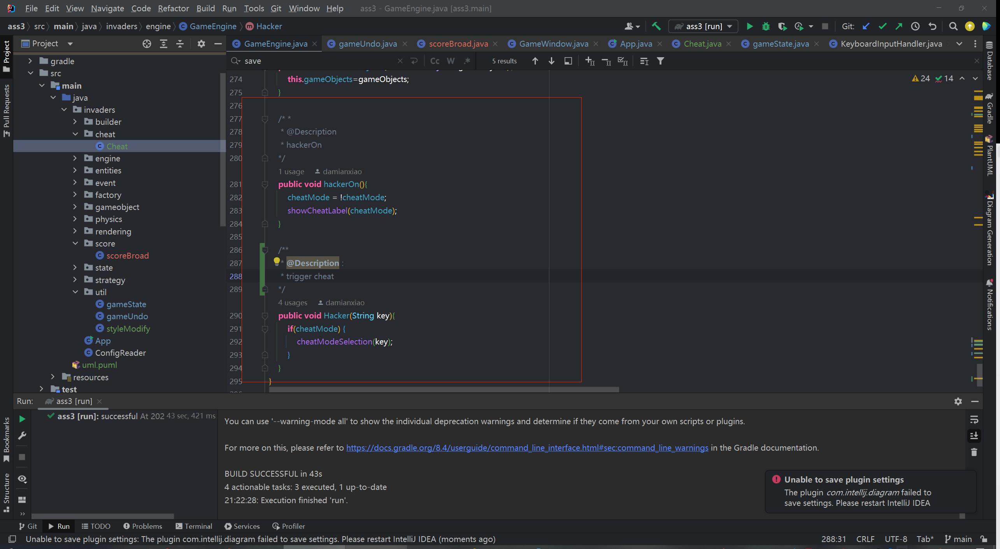 File Edit View Navigate Code Refactor Build Run Tools Git Window Help ass3 - GameEngine.java [ass3.main]
ass3 src main java invaders engine GameEngine Hacker ass3 [run] Git:
Project
GameEngine.java gameUndo.java scoreBroad.java GameWindow.java App.java Cheat.java gameState.java KeyboardInputHandler.java
save Cc W .* 5 results
Project
Pull Requests
Bookmarks
Structure
gradle
src
main
java
invaders
builder
cheat
Cheat
engine
entities
event
factory
gameobject
physics
rendering
score
scoreBroad
state
strategy
util
gameState
gameUndo
styleModify
App
ConfigReader
uml.puml
resources
test
24 14
274 this.gameObjects=gameObjects;
275 }
276
277 /* *
278 * @Description
279 * hackerOn
280 */
1 usage damianxiao
281 public void hackerOn(){
282 cheatMode = !cheatMode;
283 showCheatLabel(cheatMode);
284 }
285
286 /**
287 * @Description :
288 * trigger cheat
289 */
4 usages damianxiao
290 public void Hacker(String key){
291 if(cheatMode) {
292 cheatModeSelection(key);
293 }
294 }
295 }
Database
Gradle
PlantUML
Diagram Generation
Notifications
Run: ass3 [run]
ass3 [run]: successful At 202 43 sec, 421 ms
You can use '--warning-mode all' to show the individual deprecation warnings and determine if they come from your own scripts or plugins.
For more on this, please refer to https://docs.gradle.org/8.4/userguide/command_line_interface.html#sec:command_line_warnings in the Gradle documentation.
BUILD SUCCESSFUL in 43s
4 actionable tasks: 3 executed, 1 up-to-date
21:22:28: Execution finished 'run'.
Unable to save plugin settings
The plugin com.intellij.diagram failed to
save settings. Please restart IntelliJ IDEA
Git Run TODO Problems Terminal Services Profiler
Unable to save plugin settings: The plugin com.intellij.diagram failed to save settings. Please restart IntelliJ IDEA (moments ago) 288:31 CRLF UTF-8 Tab* main